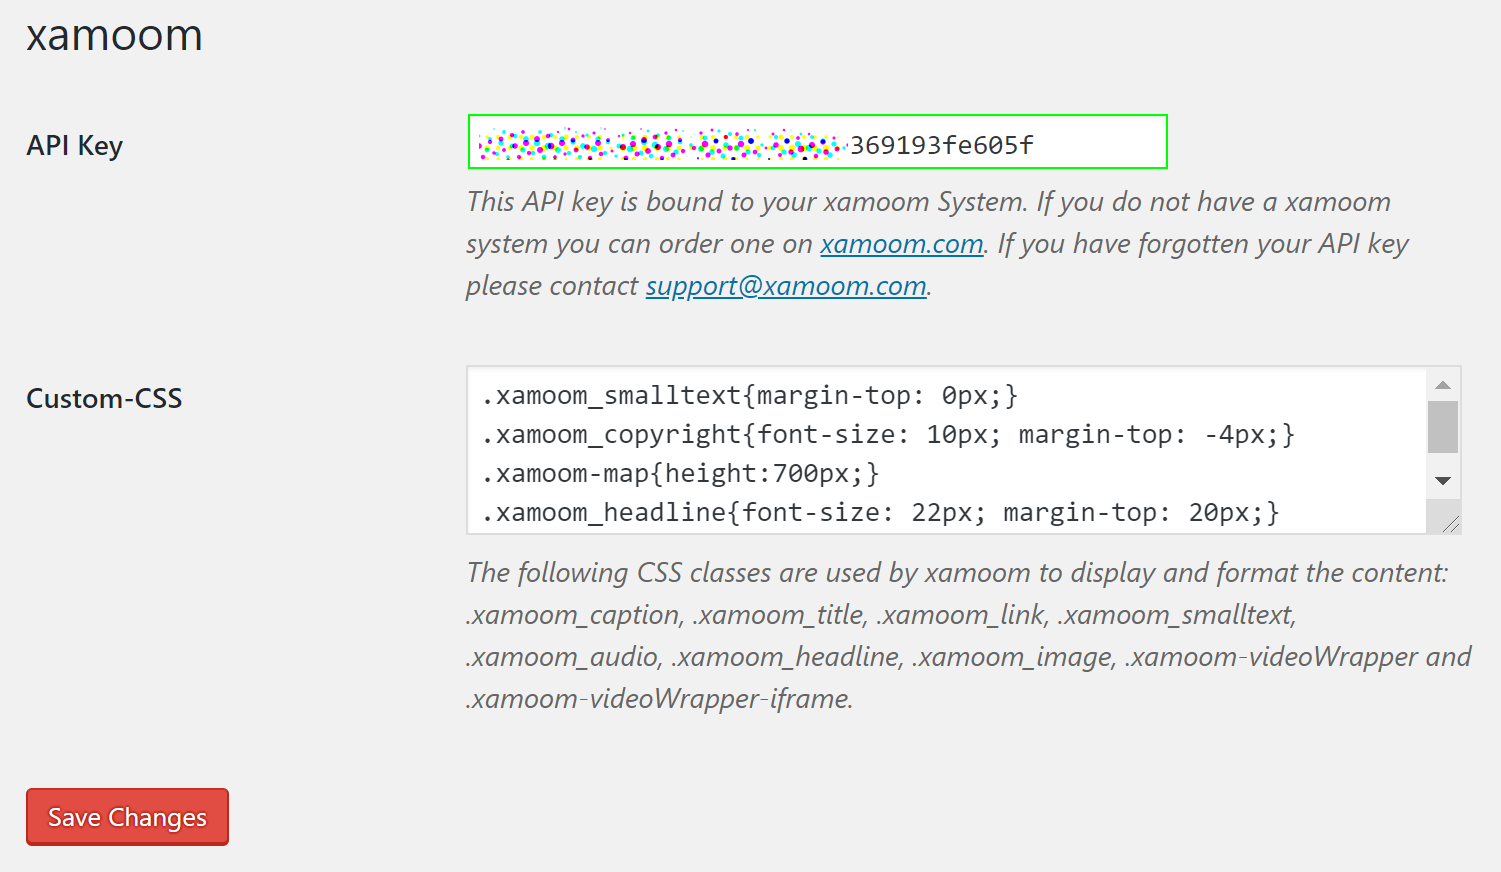 xamoom
API Key
369193fe605f
This API key is bound to your xamoom System. If you do not have a xamoom
system you can order one on xamoom.com. If you have forgotten your API key
please contact support@xamoom.com.
Custom-CSS
.xamoom_smalltext{margin-top: 0px;}
.xamoom_copyright{font-size: 10px; margin-top: -4px;}
.xamoom-map{height:700px;}
.xamoom_headline{font-size: 22px; margin-top: 20px;}
The following CSS classes are used by xamoom to display and format the content:
.xamoom_caption, .xamoom_title, .xamoom_link, .xamoom_smalltext,
.xamoom_audio, .xamoom_headline, .xamoom_image, .xamoom-videoWrapper and
.xamoom-videoWrapper-iframe.
Save Changes